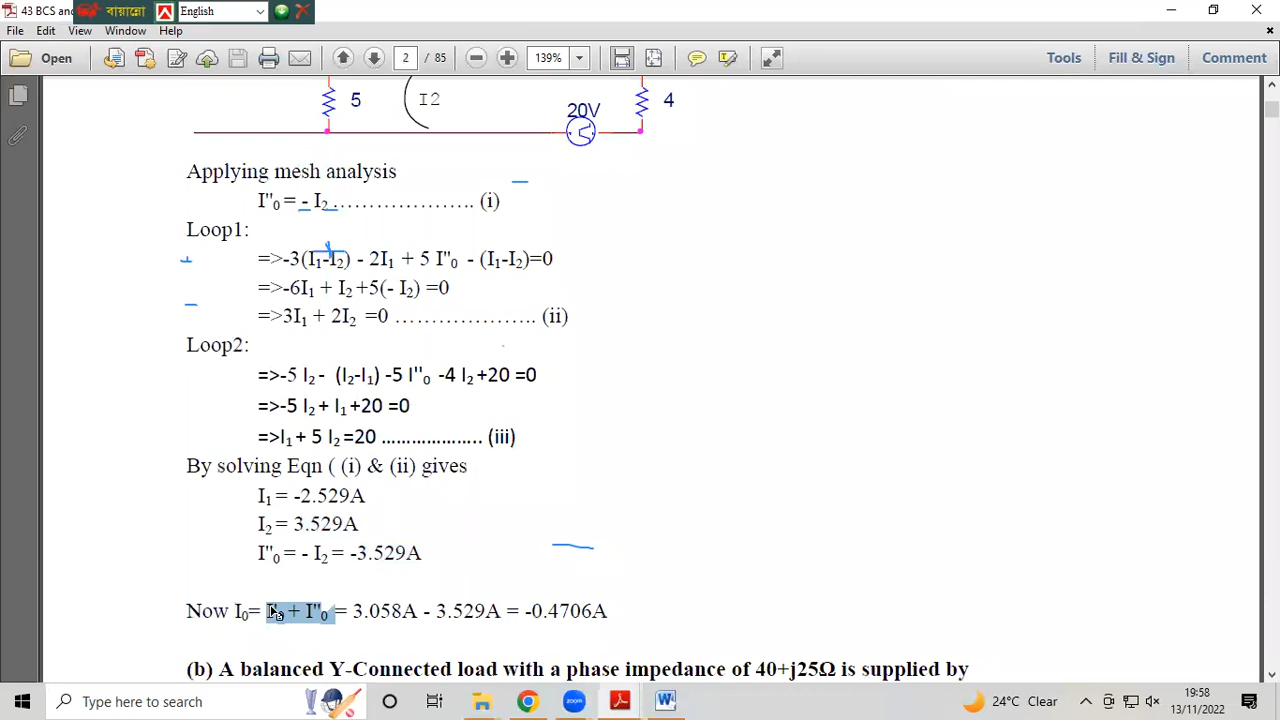 43 BCS and
বায়ান্নো
English
File Edit View Window Help
Open
2 / 85
139%
Tools
Fill & Sign
Comment
5
I2
20V
4
Applying mesh analysis
I''₀ = - I₂ …………………. (i)
Loop1:
=>-3(I₁-I₂) - 2I₁ + 5 I''₀ - (I₁-I₂)=0
=>-6I₁ + I₂ +5(- I₂) =0
=>3I₁ + 2I₂ =0 ………………. (ii)
Loop2:
=>-5 I₂ - (I₂-I₁) -5 I''₀ -4 I₂ +20 =0
=>-5 I₂ + I₁ +20 =0
=>I₁ + 5 I₂ =20 ……………….. (iii)
By solving Eqn ( (i) & (ii) gives
I₁ = -2.529A
I₂ = 3.529A
I''₀ = - I₂ = -3.529A
Now I₀= I'₀ + I''₀ = 3.058A - 3.529A = -0.4706A
(b) A balanced Y-Connected load with a phase impedance of 40+j25Ω is supplied by
Type here to search
zoom
24°C Clear
19:58
13/11/2022